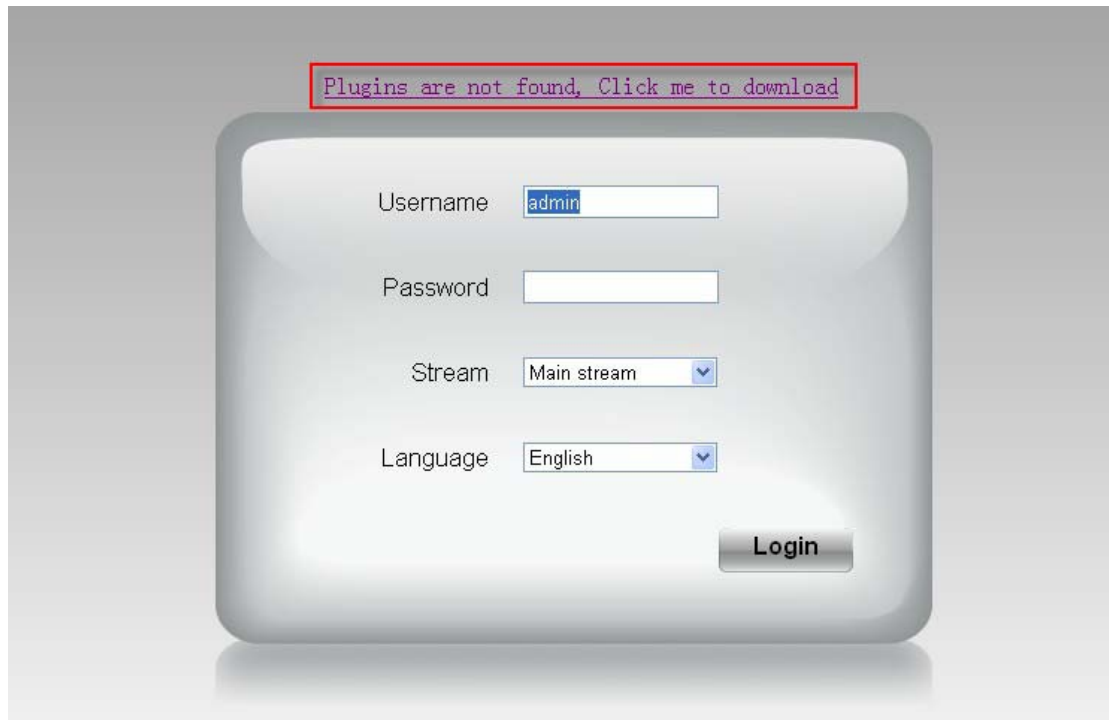 Plugins are not found, Click me to download
Username admin
Password
Stream Main stream
Language English
Login